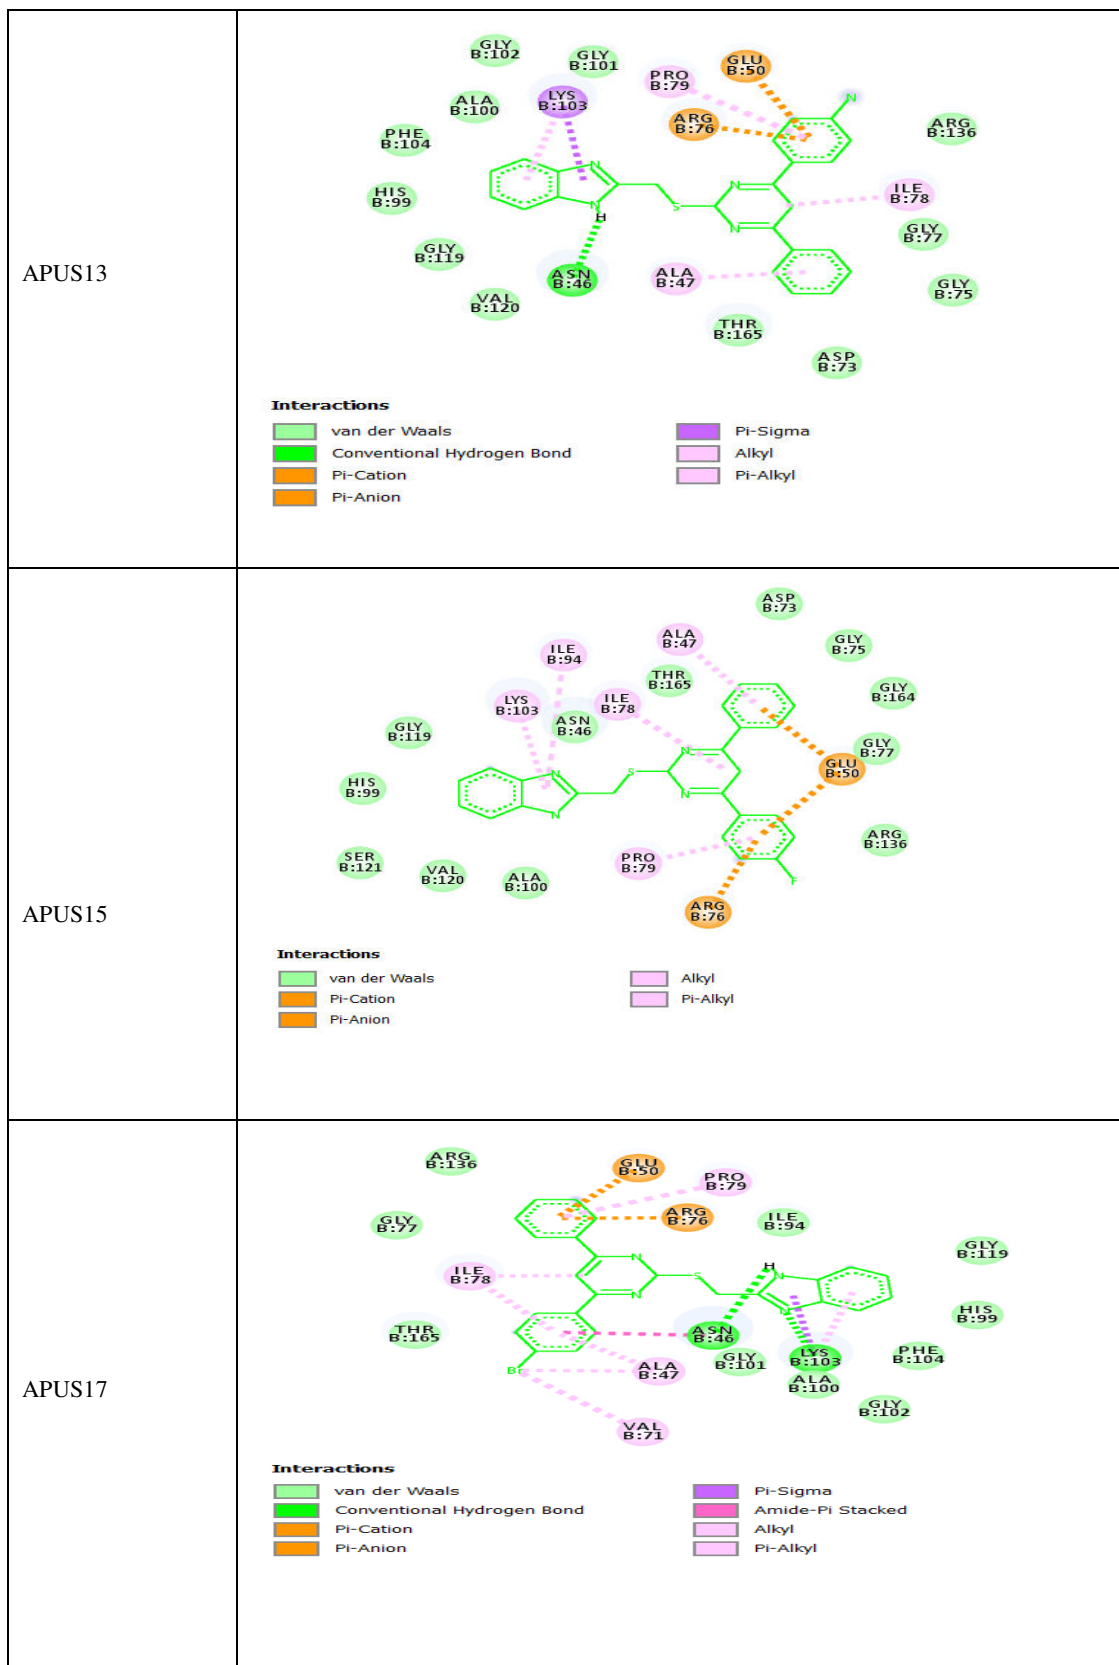 APUS13
GLY
B:102
GLY
B:101
PRO
B:79
GLU
B:50
LYS
B:103
ALA
B:100
ARG
B:76
N
ARG
B:136
PHE
B:104
HIS
B:99
N
N
H
S
N
N
ILE
B:78
GLY
B:77
GLY
B:119
ASN
B:46
ALA
B:47
GLY
B:75
VAL
B:120
THR
B:165
ASP
B:73
Interactions
van der Waals
Conventional Hydrogen Bond
Pi-Cation
Pi-Anion
Pi-Sigma
Alkyl
Pi-Alkyl
APUS15
ASP
B:73
ALA
B:47
GLY
B:75
ILE
B:94
THR
B:165
GLY
B:164
LYS
B:103
ILE
B:78
ASN
B:46
GLY
B:119
GLY
B:77
GLU
B:50
HIS
B:99
N
N
S
N
N
ARG
B:136
SER
B:121
VAL
B:120
ALA
B:100
PRO
B:79
F
ARG
B:76
Interactions
van der Waals
Pi-Cation
Pi-Anion
Alkyl
Pi-Alkyl
APUS17
ARG
B:136
GLU
B:50
PRO
B:79
GLY
B:77
ARG
B:76
ILE
B:94
GLY
B:119
ILE
B:78
N
N
S
H
N
N
HIS
B:99
THR
B:165
ASN
B:46
GLY
B:101
LYS
B:103
PHE
B:104
Br
ALA
B:47
ALA
B:100
GLY
B:102
VAL
B:71
Interactions
van der Waals
Conventional Hydrogen Bond
Pi-Cation
Pi-Anion
Pi-Sigma
Amide-Pi Stacked
Alkyl
Pi-Alkyl